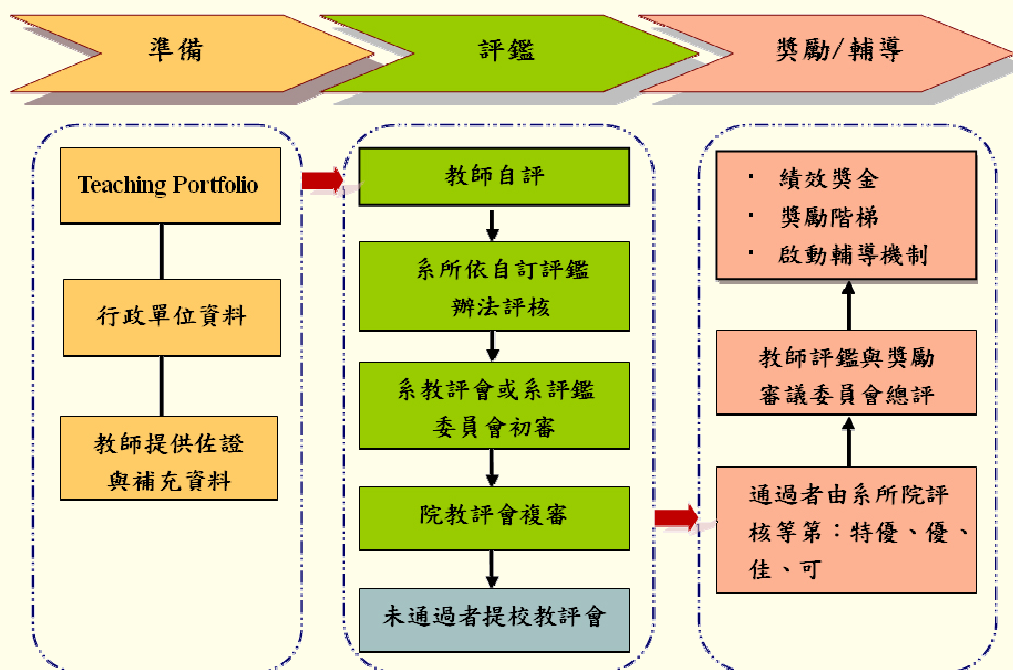 準備
評鑑
獎勵/輔導
Teaching Portfolio
行政單位資料
教師提供佐證
與補充資料
教師自評
系所依自訂評鑑
辦法評核
系教評會或系評鑑
委員會初審
院教評會複審
未通過者提校教評會
· 績效獎金
· 獎勵階梯
· 啟動輔導機制
教師評鑑與獎勵
審議委員會總評
通過者由系所院評
核等第：特優、優、
佳、可